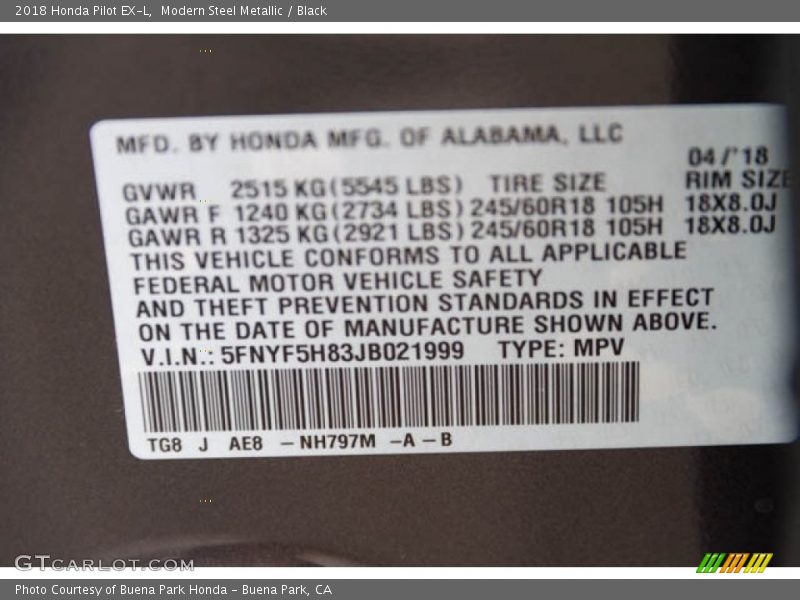 2018 Honda Pilot EX-L, Modern Steel Metallic / Black
MFD. BY HONDA MFG. OF ALABAMA, LLC
04/'18
GVWR 2515 KG (5545 LBS) TIRE SIZE RIM SIZE
GAWR F 1240 KG (2734 LBS) 245/60R18 105H 18X8.0J
GAWR R 1325 KG (2921 LBS) 245/60R18 105H 18X8.0J
THIS VEHICLE CONFORMS TO ALL APPLICABLE
FEDERAL MOTOR VEHICLE SAFETY
AND THEFT PREVENTION STANDARDS IN EFFECT
ON THE DATE OF MANUFACTURE SHOWN ABOVE.
V.I.N.: 5FNYF5H83JB021999 TYPE: MPV
TG8 J AE8 – NH797M –A – B
GTCARLOT.COM
Photo Courtesy of Buena Park Honda - Buena Park, CA